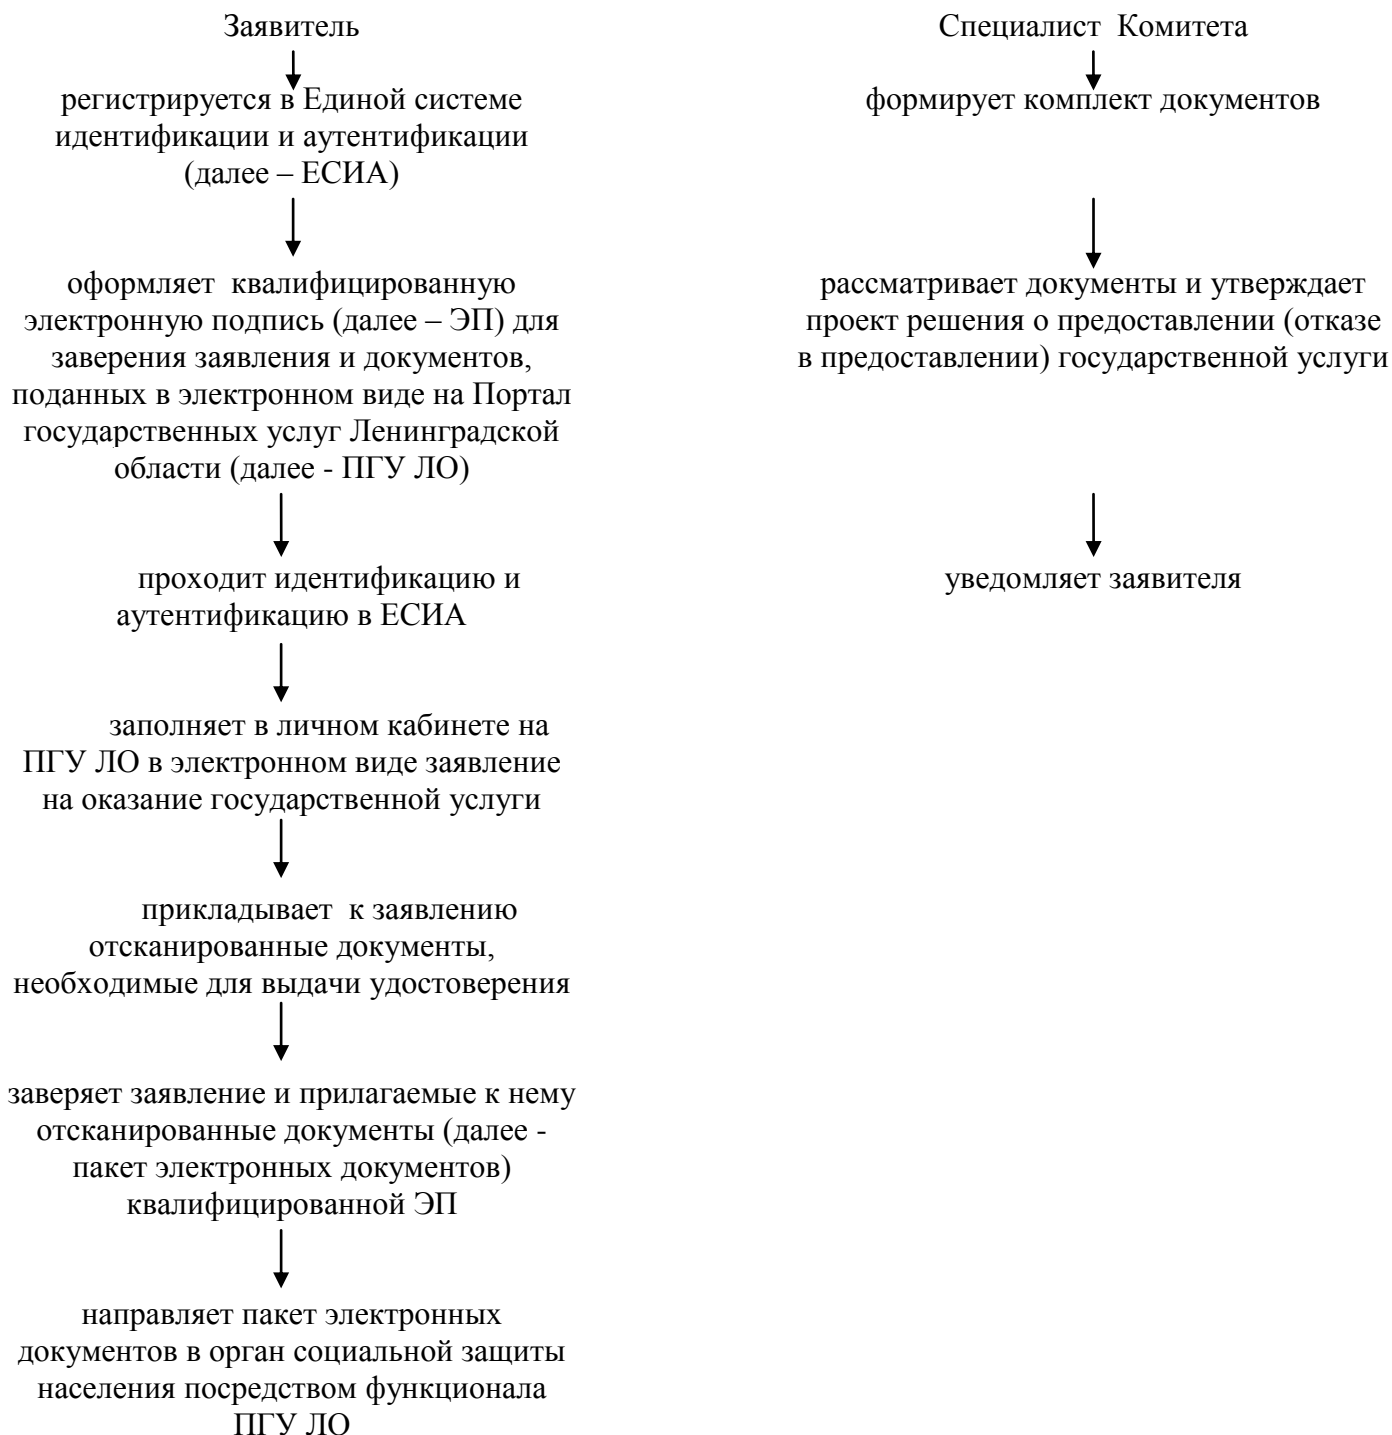 Заявитель
регистрируется в Единой системе
идентификации и аутентификации
(далее – ЕСИА)
оформляет квалифицированную
электронную подпись (далее – ЭП) для
заверения заявления и документов,
поданных в электронном виде на Портал
государственных услуг Ленинградской
области (далее - ПГУ ЛО)
проходит идентификацию и
аутентификацию в ЕСИА
заполняет в личном кабинете на
ПГУ ЛО в электронном виде заявление
на оказание государственной услуги
прикладывает к заявлению
отсканированные документы,
необходимые для выдачи удостоверения
заверяет заявление и прилагаемые к нему
отсканированные документы (далее -
пакет электронных документов)
квалифицированной ЭП
направляет пакет электронных
документов в орган социальной защиты
населения посредством функционала
ПГУ ЛО
Специалист Комитета
формирует комплект документов
рассматривает документы и утверждает
проект решения о предоставлении (отказе
в предоставлении) государственной услуги
уведомляет заявителя